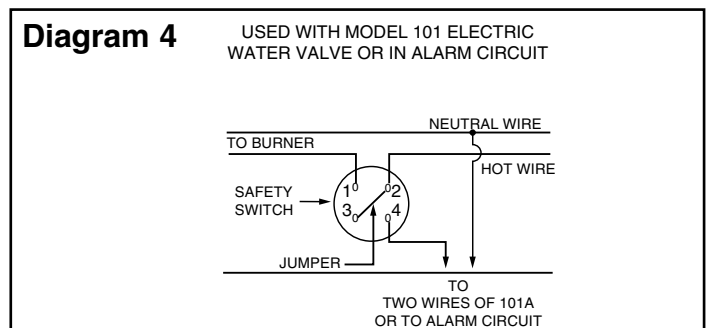 Diagram 4
USED WITH MODEL 101 ELECTRIC
WATER VALVE OR IN ALARM CIRCUIT
NEUTRAL WIRE
TO BURNER
HOT WIRE
SAFETY
SWITCH
1 2
3 4
JUMPER
TO
TWO WIRES OF 101A
OR TO ALARM CIRCUIT